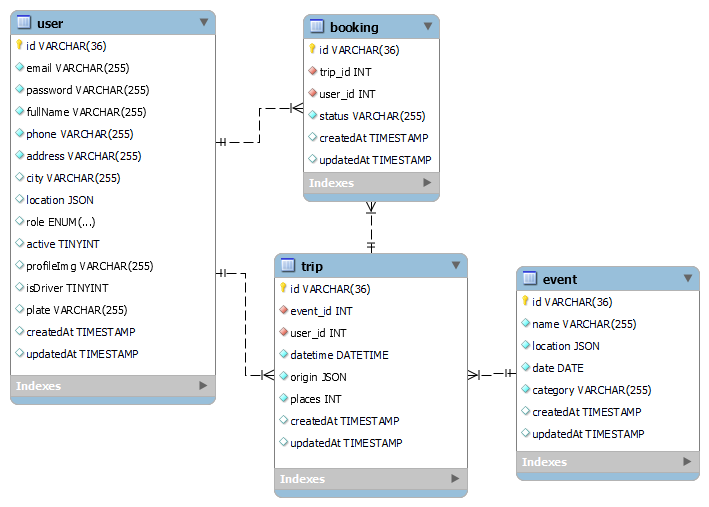 user
id VARCHAR(36)
email VARCHAR(255)
password VARCHAR(255)
fullName VARCHAR(255)
phone VARCHAR(255)
address VARCHAR(255)
city VARCHAR(255)
location JSON
role ENUM(...)
active TINYINT
profileImg VARCHAR(255)
isDriver TINYINT
plate VARCHAR(255)
createdAt TIMESTAMP
updatedAt TIMESTAMP
Indexes
booking
id VARCHAR(36)
trip_id INT
user_id INT
status VARCHAR(255)
createdAt TIMESTAMP
updatedAt TIMESTAMP
Indexes
trip
id VARCHAR(36)
event_id INT
user_id INT
datetime DATETIME
origin JSON
places INT
createdAt TIMESTAMP
updatedAt TIMESTAMP
Indexes
event
id VARCHAR(36)
name VARCHAR(255)
location JSON
date DATE
category VARCHAR(255)
createdAt TIMESTAMP
updatedAt TIMESTAMP
Indexes